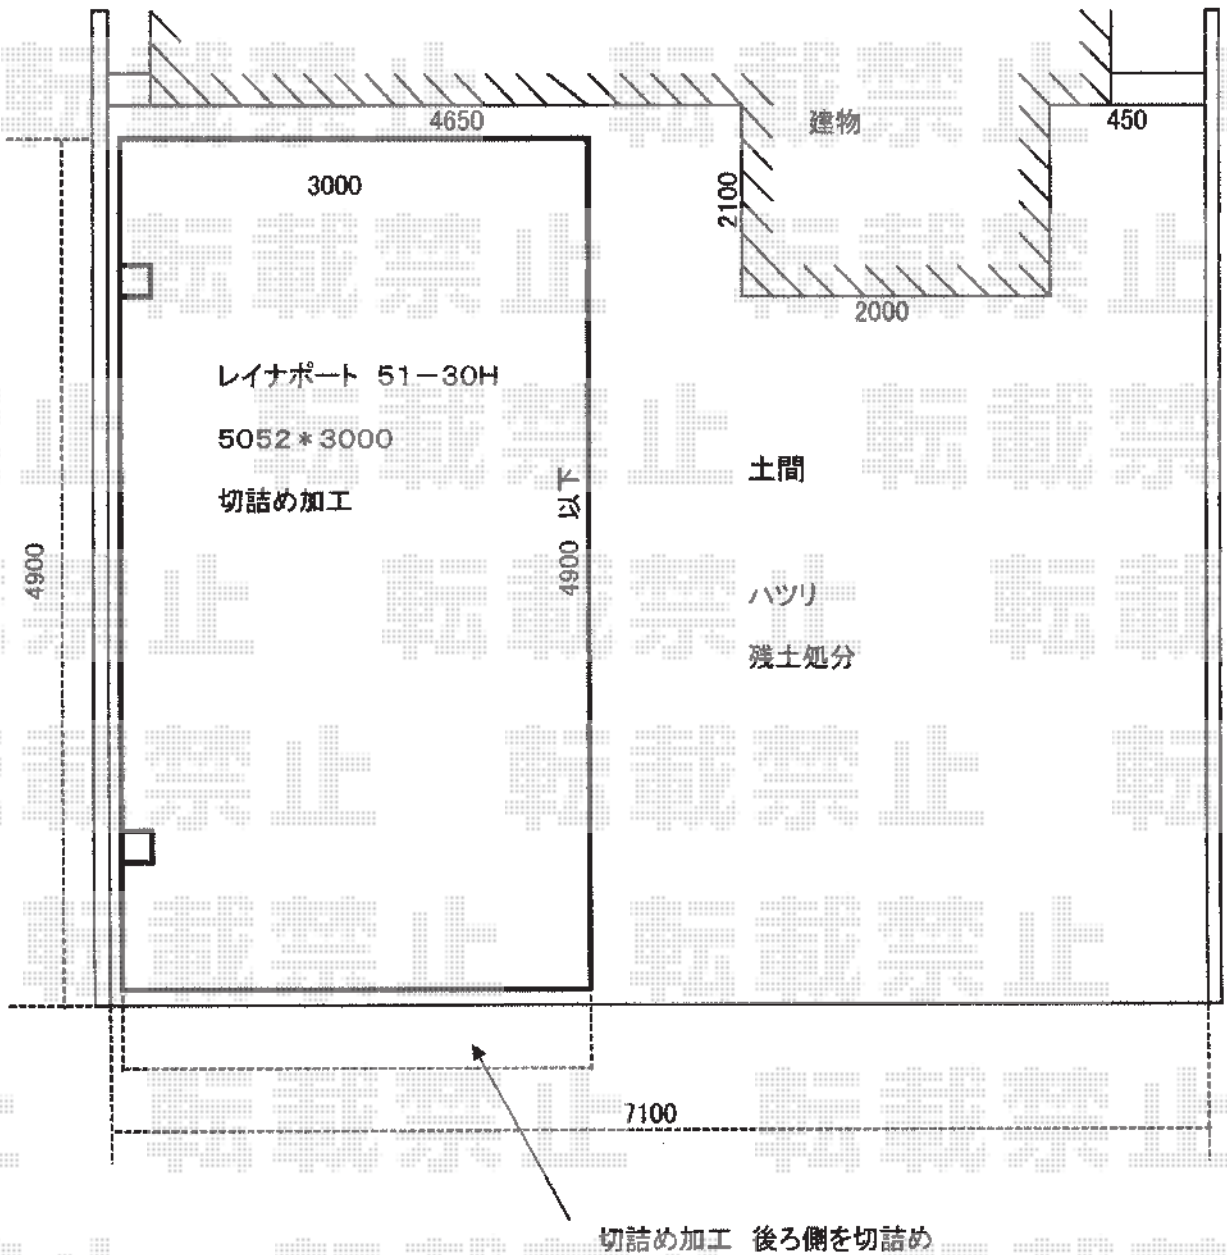 4650
建物
450
3000
2100
2000
レイナポート 51-30H
5052*3000
切詰め加工
4900 以下
4900
土間
ハツリ
残土処分
7100
切詰め加工 後ろ側を切詰め
転載禁止